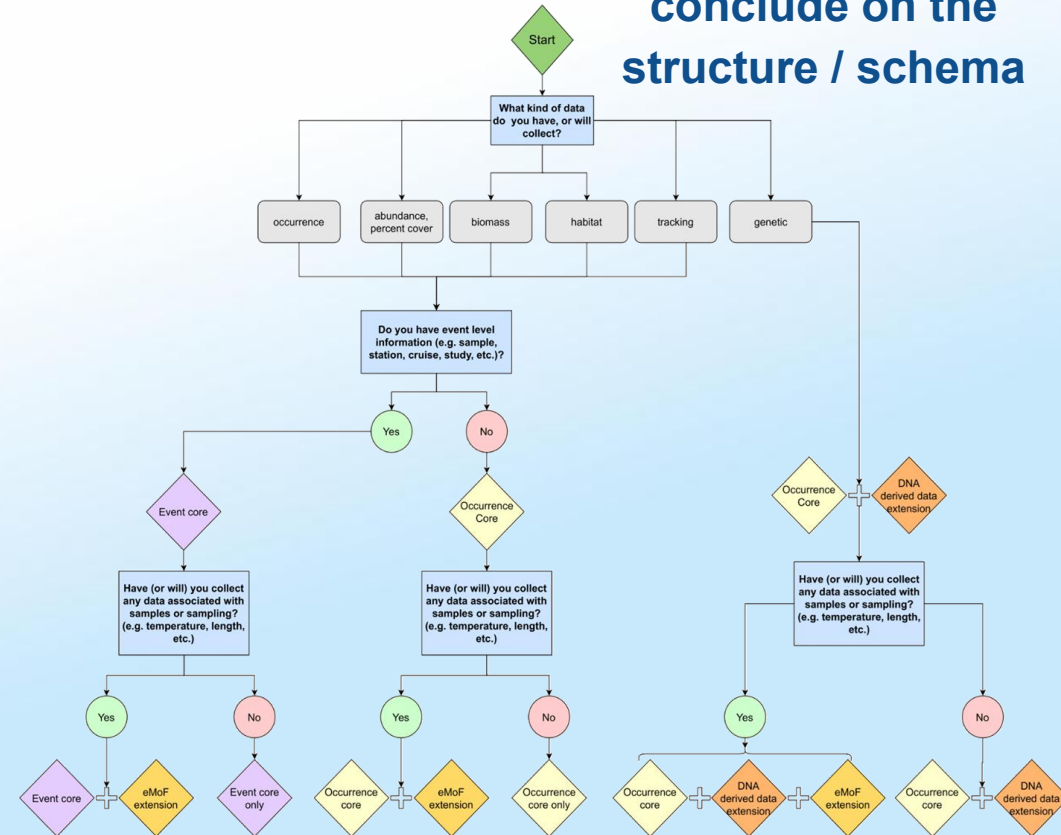 conclude on the
structure / schema
Start
What kind of data
do you have, or will
collect?
occurrence
abundance,
percent cover
biomass
habitat
tracking
genetic
Do you have event level
information (e.g. sample,
station, cruise, study, etc.)?
Yes
No
Event core
Occurrence
Core
Occurrence
Core
DNA
derived data
extension
Have (or will) you collect
any data associated with
samples or sampling?
(e.g. temperature, length,
etc.)
Have (or will) you collect
any data associated with
samples or sampling?
(e.g. temperature, length,
etc.)
Have (or will) you collect
any data associated with
samples or sampling?
(e.g. temperature, length,
etc.)
Yes
No
Yes
No
Yes
No
Event core
eMoF
extension
Event core
only
Occurrence
core
eMoF
extension
Occurrence
core only
Occurrence
core
DNA
derived data
extension
eMoF
extension
Occurrence
core
DNA
derived data
extension